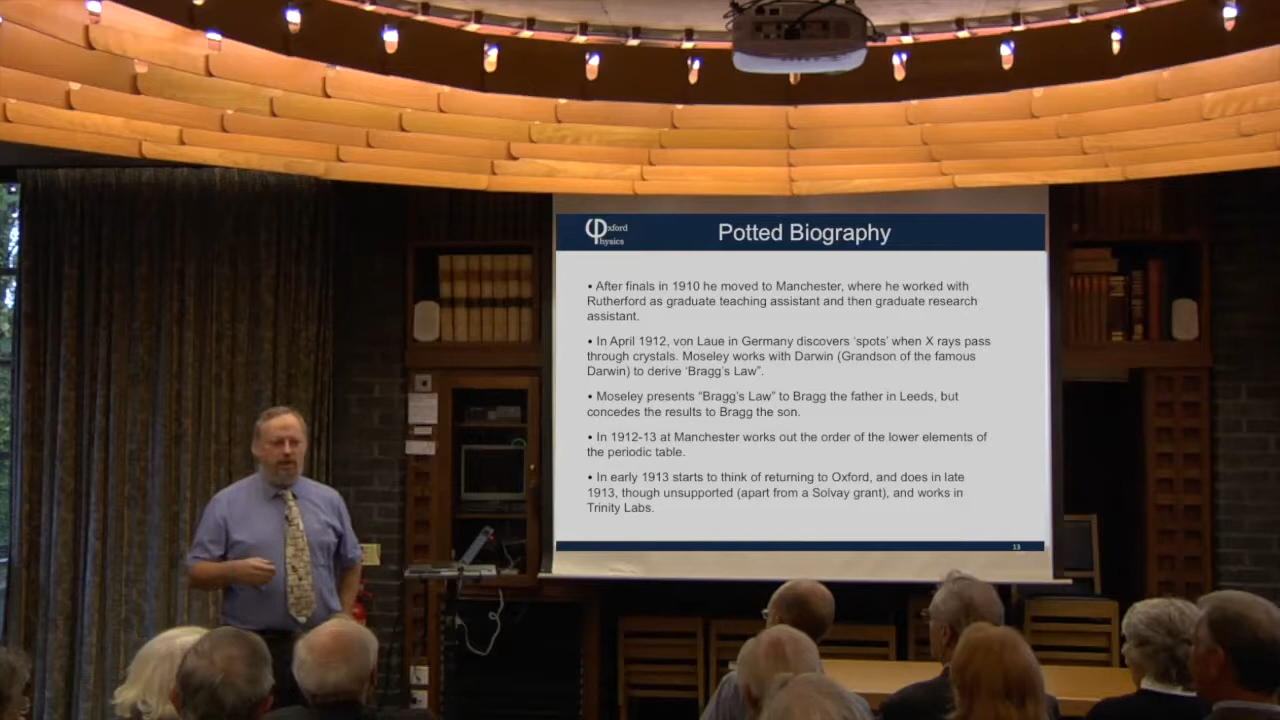 Oxford
Physics
Potted Biography
• After finals in 1910 he moved to Manchester, where he worked with
Rutherford as graduate teaching assistant and then graduate research
assistant.
• In April 1912, von Laue in Germany discovers ‘spots’ when X rays pass
through crystals. Moseley works with Darwin (Grandson of the famous
Darwin) to derive ‘Bragg’s Law”.
• Moseley presents “Bragg’s Law” to Bragg the father in Leeds, but
concedes the results to Bragg the son.
• In 1912-13 at Manchester works out the order of the lower elements of
the periodic table.
• In early 1913 starts to think of returning to Oxford, and does in late
1913, though unsupported (apart from a Solvay grant), and works in
Trinity Labs.
13